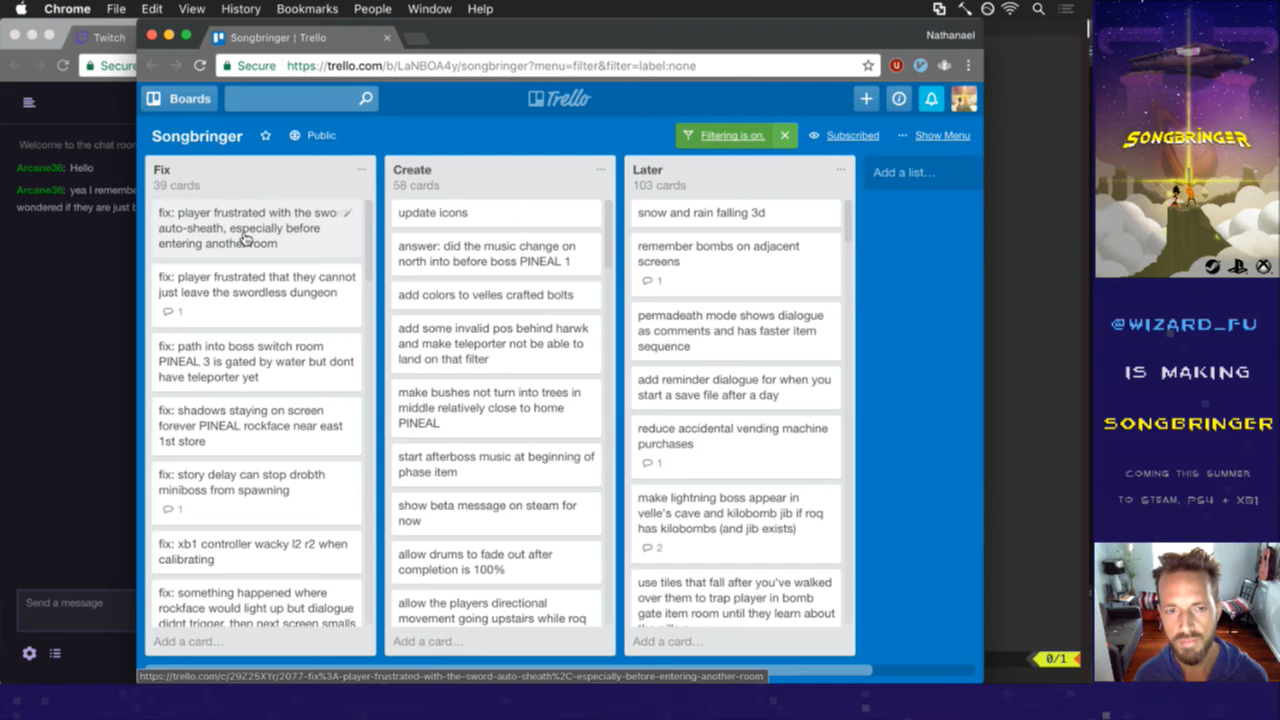 Chrome File Edit View History Bookmarks People Window Help
Twitch
Songbringer | Trello
Nathanael
Secure
Secure https://trello.com/b/LaNBOA4y/songbringer?menu=filter&filter=label:none
Boards
Trello
Songbringer
Public
Filtering is on.
Subscribed
Show Menu
Welcome to the chat roo
Arcane36: Hello
Arcane36: yea I remembe
wondered if they are just b
Send a message
Fix
39 cards
fix: player frustrated with the swo
auto-sheath, especially before
entering another room
fix: player frustrated that they cannot
just leave the swordless dungeon
1
fix: path into boss switch room
PINEAL 3 is gated by water but dont
have teleporter yet
fix: shadows staying on screen
forever PINEAL rockface near east
1st store
fix: story delay can stop drobth
miniboss from spawning
1
fix: xb1 controller wacky l2 r2 when
calibrating
fix: something happened where
rockface would light up but dialogue
didnt trigger, then next screen smalls
Add a card...
Create
58 cards
update icons
answer: did the music change on
north into before boss PINEAL 1
add colors to velles crafted bolts
add some invalid pos behind harwk
and make teleporter not be able to
land on that filter
make bushes not turn into trees in
middle relatively close to home
PINEAL
start afterboss music at beginning of
phase item
show beta message on steam for
now
allow drums to fade out after
completion is 100%
allow the players directional
movement going upstairs while roq
Add a card...
Later
103 cards
snow and rain falling 3d
remember bombs on adjacent
screens
1
permadeath mode shows dialogue
as comments and has faster item
sequence
add reminder dialogue for when you
start a save file after a day
reduce accidental vending machine
purchases
1
make lightning boss appear in
velle's cave and kilobomb jib if roq
has kilobombs (and jib exists)
2
use tiles that fall after you've walked
over them to trap player in bomb
gate item room until they learn about
Add a card...
Add a list...
https://trello.com/c/29Z25XYr/2077-fix%3A-player-frustrated-with-the-sword-auto-sheath%2C-especially-before-entering-another-room
0/1
SONGBRINGER
@WIZARD_FU
IS MAKING
SONGBRINGER
COMING THIS SUMMER
TO STEAM, PS4 + XB1